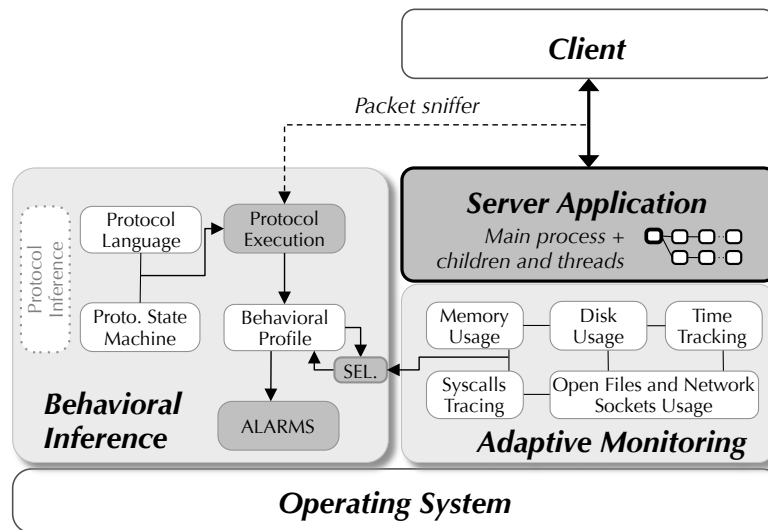 Client
Packet sniffer
Server Application
Main process +
children and threads
Protocol
Inference
Protocol
Language
Protocol
Execution
Proto. State
Machine
Behavioral
Profile
SEL.
ALARMS
Behavioral
Inference
Memory
Usage
Disk
Usage
Time
Tracking
Syscalls
Tracing
Open Files and Network
Sockets Usage
Adaptive Monitoring
Operating System